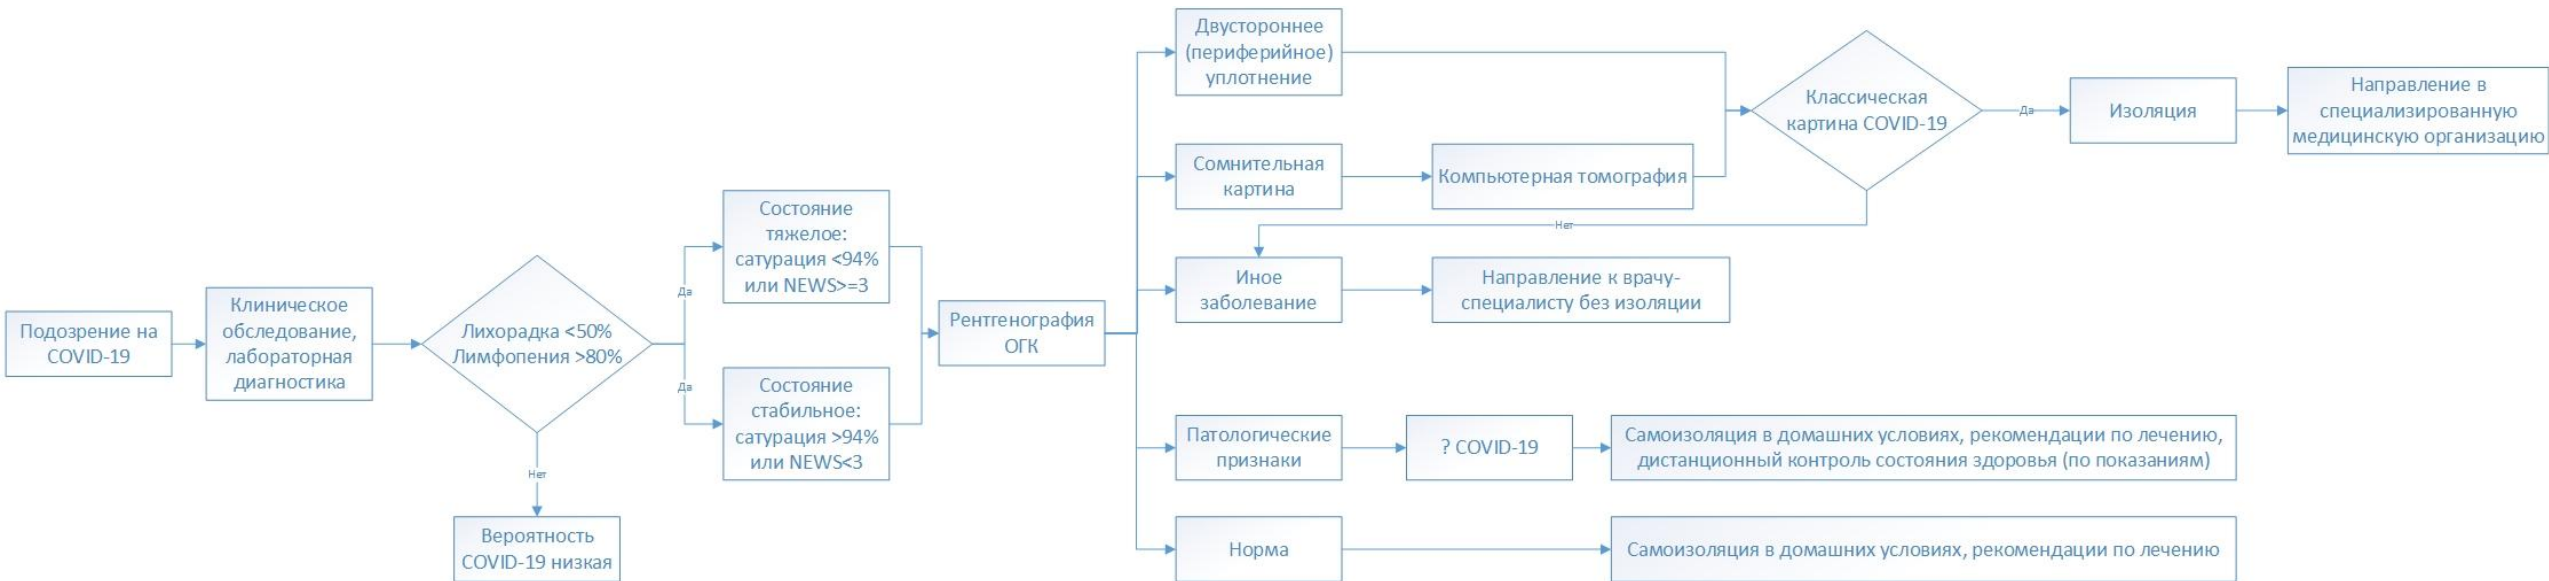 Подозрение на
COVID-19
Клиническое
обследование,
лабораторная
диагностика
Лихорадка <50%
Лимфопения >80%
Нет
Вероятность
COVID-19 низкая
Да
Да
Состояние
тяжелое:
сатурация <94%
или NEWS>=3
Состояние
стабильное:
сатурация >94%
или NEWS<3
Рентгенография
ОГК
Двустороннее
(периферийное)
уплотнение
Сомнительная
картина
Компьютерная томография
Классическая
картина COVID-19
Да
Изоляция
Направление в
специализированную
медицинскую организацию
Нет
Иное
заболевание
Направление к врачу-
специалисту без изоляции
Патологические
признаки
? COVID-19
Самоизоляция в домашних условиях, рекомендации по лечению,
дистанционный контроль состояния здоровья (по показаниям)
Норма
Самоизоляция в домашних условиях, рекомендации по лечению